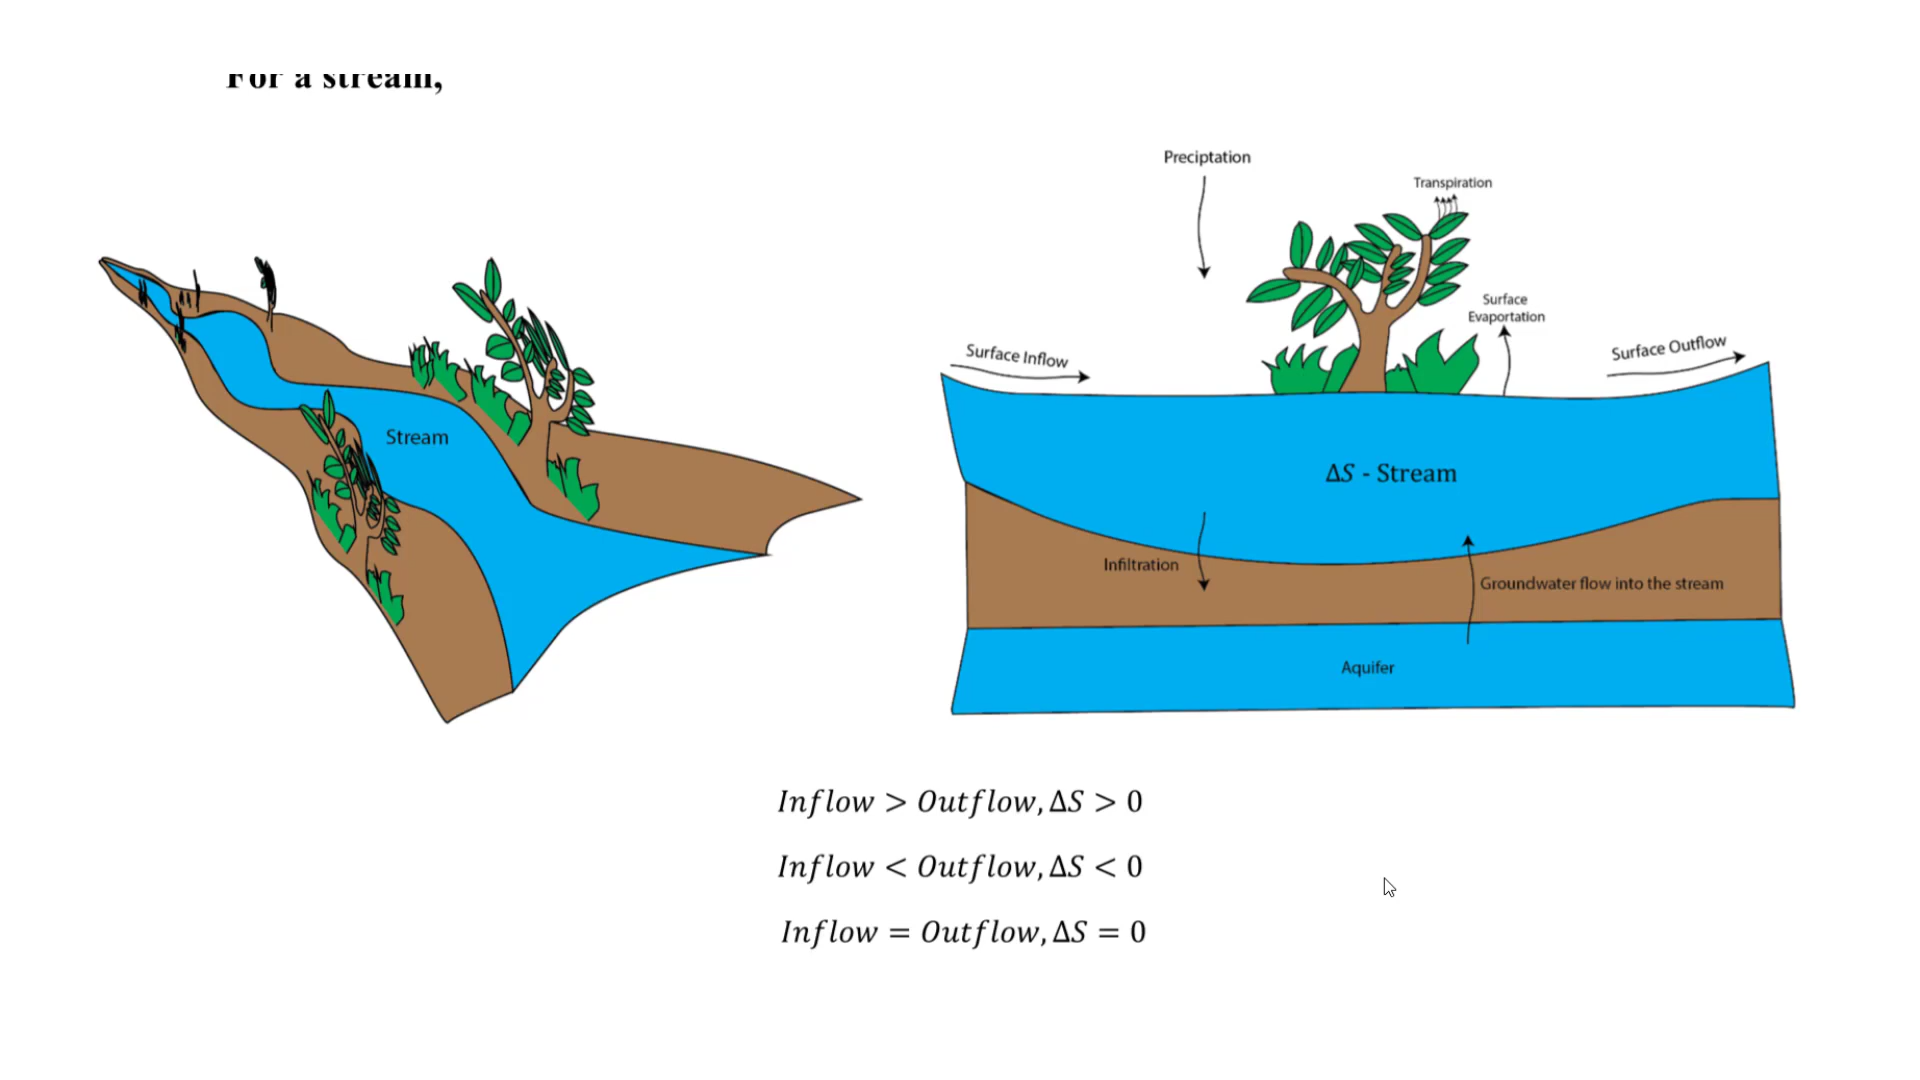 For a stream,
Preciptation
Transpiration
Surface
Evaportation
Surface Inflow
Surface Outflow
Stream
ΔS - Stream
Infiltration
Groundwater flow into the stream
Aquifer
Inflow > Outflow, ΔS > 0
Inflow < Outflow, ΔS < 0
Inflow = Outflow, ΔS = 0